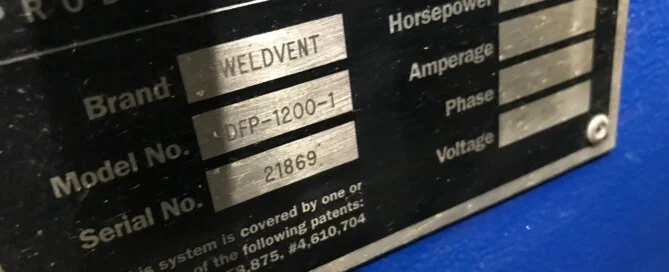 Brand WELDVENT
Model No. DFP-1200-1
Serial No. 21869
Horsepower
Amperage
Phase
Voltage
system is covered by one or
of the following patents:
8,875, #4,610,704